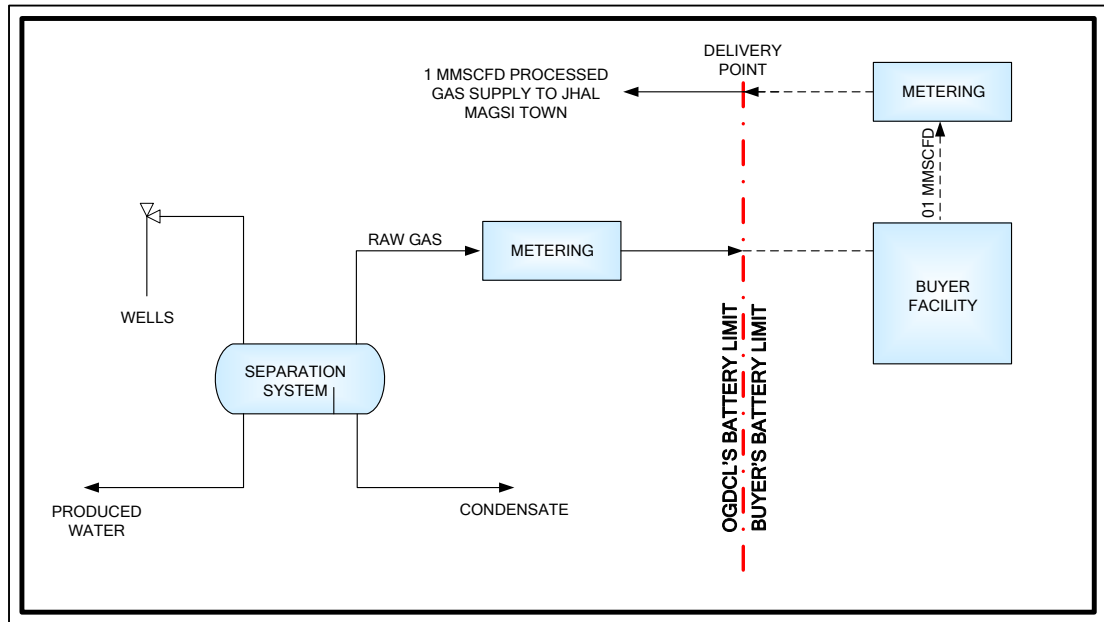 DELIVERY
POINT
1 MMSCFD PROCESSED
GAS SUPPLY TO JHAL
MAGSI TOWN
METERING
01 MMSCFD
RAW GAS
METERING
BUYER
FACILITY
WELLS
SEPARATION
SYSTEM
OGDCL'S BATTERY LIMIT
BUYER'S BATTERY LIMIT
PRODUCED
WATER
CONDENSATE